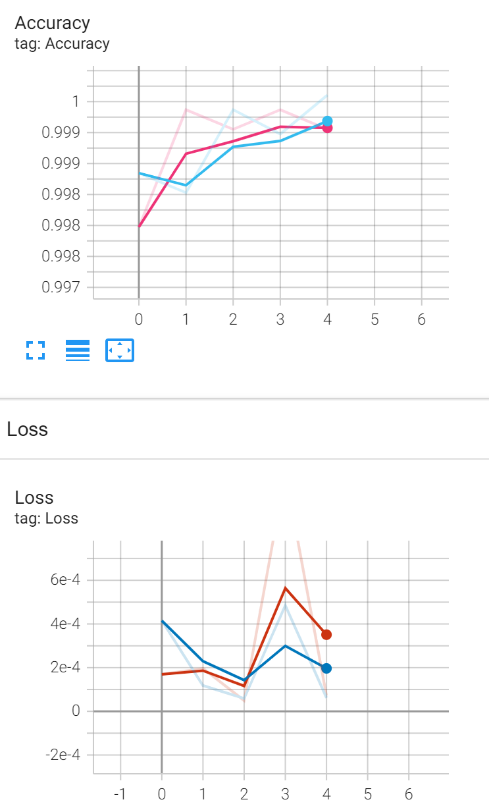 Accuracy
tag: Accuracy
1
0.999
0.999
0.998
0.998
0.998
0.997
0 1 2 3 4 5 6
Loss
Loss
tag: Loss
6e-4
4e-4
2e-4
0
-2e-4
-1 0 1 2 3 4 5 6